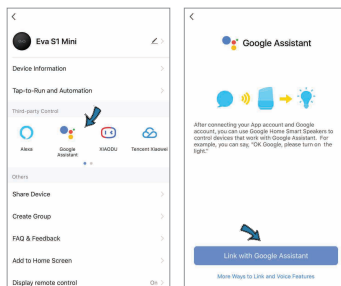 Eva S1 Mini
Device Information
Tap-to-Run and Automation
Third-party Control
Alexa
Google Assistant
XIAODU
Tencent Xiaowei
Others
Share Device
Create Group
FAQ & Feedback
Add to Home Screen
Display remote control
On
Google Assistant
After connecting your App account and Google
account, you can use Google Home Smart Speakers to
control devices that work with Google Assistant. For
example, you can say, "OK Google, please turn on the
light."
Link with Google Assistant
More Ways to Link and Voice Features